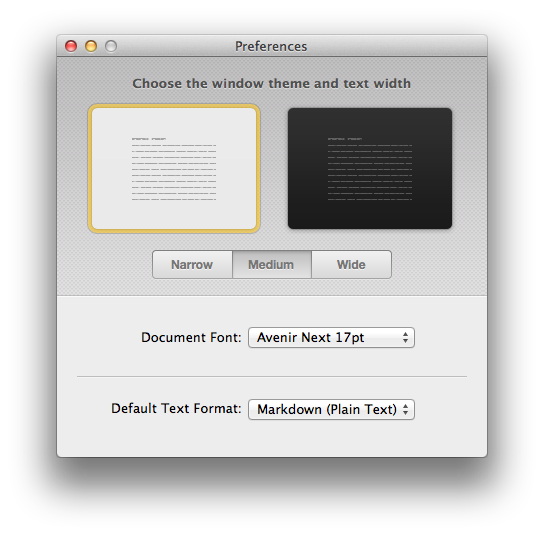 Preferences
Choose the window theme and text width
Narrow Medium Wide
Document Font: Avenir Next 17pt
Default Text Format: Markdown (Plain Text)